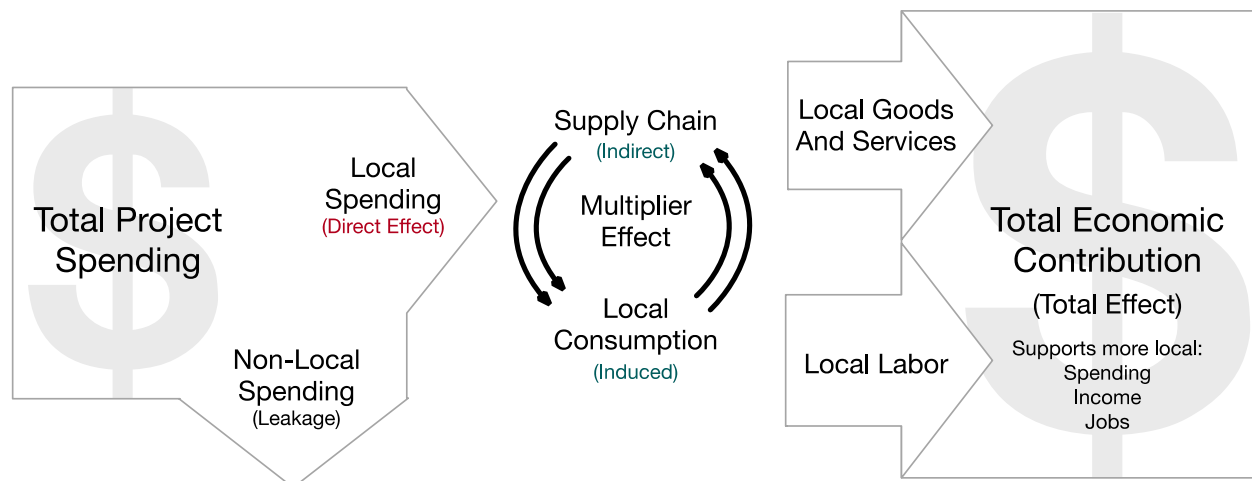 Total Project
Spending
Local
Spending
(Direct Effect)
Non-Local
Spending
(Leakage)
Supply Chain
(Indirect)
Multiplier
Effect
Local
Consumption
(Induced)
Local Goods
And Services
Local Labor
Total Economic
Contribution
(Total Effect)
Supports more local:
Spending
Income
Jobs
$
$